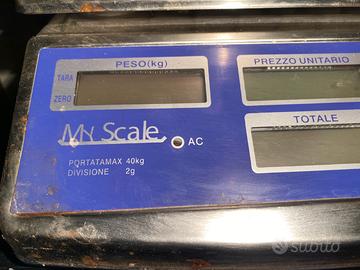 PESO(kg)
PREZZO UNITARIO
TARA
ZERO
TOTALE
My Scale
AC
PORTATAMAX 40kg
DIVISIONE 2g
subito